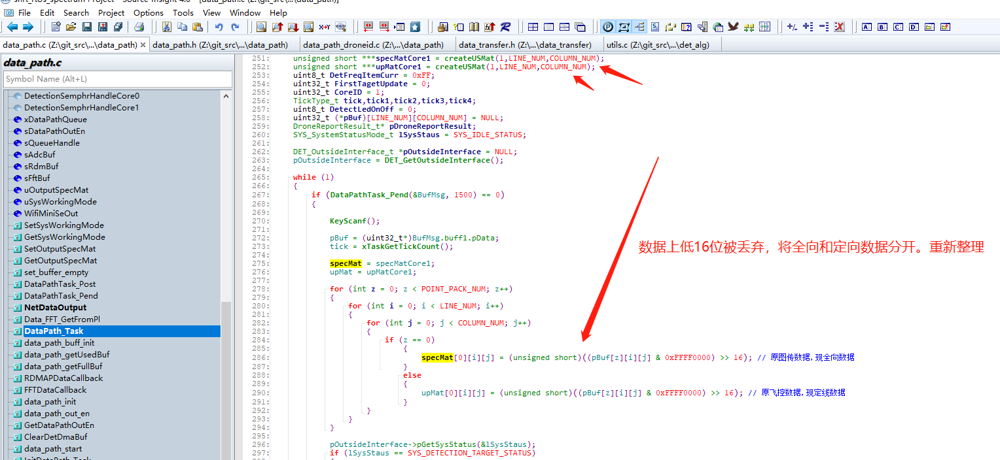 shrt_rtos_spectrum Project - Source Insight 4.0 - [data_path.c (Z:\git_src\...\data_path)]
File Edit Search Project Options Tools View Window Help
data_path.c (Z:\git_src\...\data_path) × data_path.h (Z:\git_src\...\data_path) data_path_droneid.c (Z:\...\data_path) data_transfer.h (Z:\...\data_transfer) utils.c (Z:\git_src\...\det_alg)
data_path.c
Symbol Name (Alt+L)
DetectionSemphrHandleCore0
DetectionSemphrHandleCore1
xDataPathQueue
sDataPathOutEn
sQueueHandle
sAdcBuf
sRdmBuf
sFftBuf
uOutputSpecMat
uSysWorkingMode
WifiMiniSeOut
SetSysWorkingMode
GetSysWorkingMode
SetOutputSpecMat
GetOutputSpecMat
set_buffer_empty
DataPathTask_Post
DataPathTask_Pend
NetDataOutput
Data_FFT_GetFromPl
DataPath_Task
data_path_buff_init
data_path_getUsedBuf
data_path_getFullBuf
RDMAPDataCallback
FFTDataCallback
data_path_init
data_path_out_en
GetDataPathOutEn
ClearDetDmaBuf
data_path_start
InitDataPath_Task
251: unsigned short ***specMatCore1 = createUSMat(1,LINE_NUM,COLUMN_NUM);
252: unsigned short ***upMatCore1 = createUSMat(1,LINE_NUM,COLUMN_NUM);
253: uint8_t DetFreqItemCurr = 0xFF;
254: uint32_t FirstTagetUpdate = 0;
255: uint32_t CoreID = 1;
256: TickType_t tick,tick1,tick2,tick3,tick4;
257: uint8_t DetectLedOnOff = 0;
258: uint32_t (*pBuf)[LINE_NUM][COLUMN_NUM] = NULL;
259: DroneReportResult_t* pDroneReportResult;
260: SYS_SystemStatusMode_t lSysStaus = SYS_IDLE_STATUS;
261:
262: DET_OutsideInterface_t *pOutsideInterface = NULL;
263: pOutsideInterface = DET_GetOutsideInterface();
264:
265: while (1)
266: {
267: if (DataPathTask_Pend(&BufMsg, 1500) == 0)
268: {
269:
270: KeyScanf();
271:
272: pBuf = (uint32_t*)BufMsg.buff1.pData;
273: tick = xTaskGetTickCount();
274:
275: specMat = specMatCore1;
276: upMat = upMatCore1;
277:
278: for (int z = 0; z < POINT_PACK_NUM; z++)
279: {
280: for (int i = 0; i < LINE_NUM; i++)
281: {
282: for (int j = 0; j < COLUMN_NUM; j++)
283: {
284: if (z == 0)
285: {
286: specMat[0][i][j] = (unsigned short)((pBuf[z][i][j] & 0xFFFF0000) >> 16); // 原图传数据,现全向数据
287: }
288: else
289: {
290: upMat[0][i][j] = (unsigned short)((pBuf[z][i][j] & 0xFFFF0000) >> 16); // 原飞控数据,现定线数据
291: }
292: }
293: }
294: }
295:
296: pOutsideInterface->pGetSysStatus(&lSysStaus);
297: if (lSysStaus == SYS_DETECTION_TARGET_STATUS)
数据上低16位被丢弃，将全向和定向数据分开。重新整理